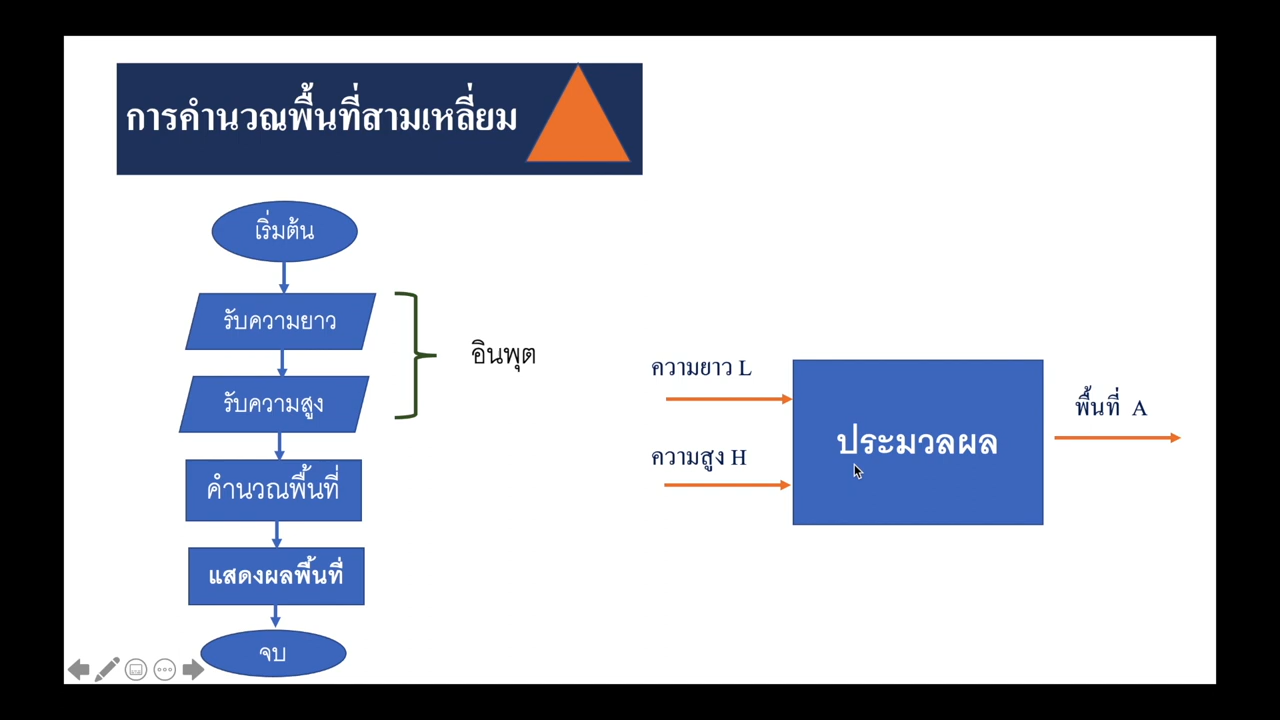 การคำนวณพื้นที่สามเหลี่ยม
เริ่มต้น
รับความยาว
รับความสูง
คำนวณพื้นที่
แสดงผลพื้นที่
จบ
อินพุต
ความยาว L
ความสูง H
ประมวลผล
พื้นที่ A